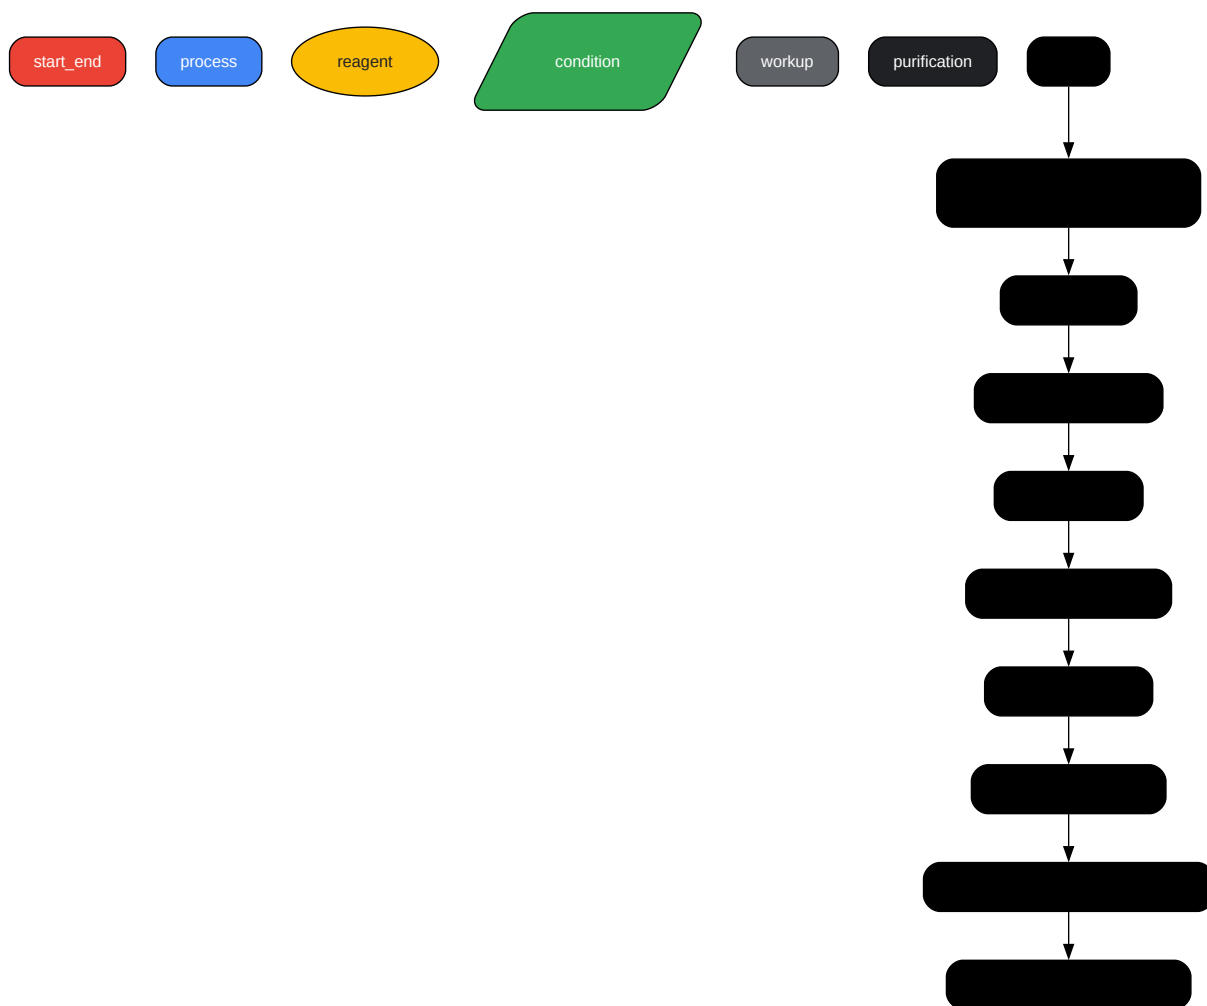 start_end
process
reagent
condition
workup
purification